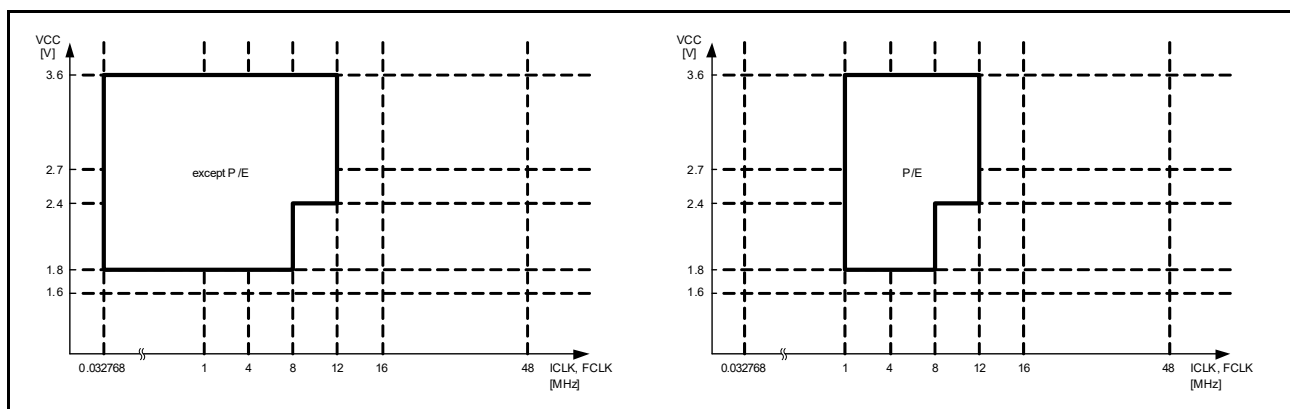 VCC
[V]
3.6
2.7
2.4
1.8
1.6
except P/E
0.032768 1 4 8 12 16 48 ICLK, FCLK
[MHz]
VCC
[V]
3.6
2.7
2.4
1.8
1.6
P/E
0.032768 1 4 8 12 16 48 ICLK, FCLK
[MHz]